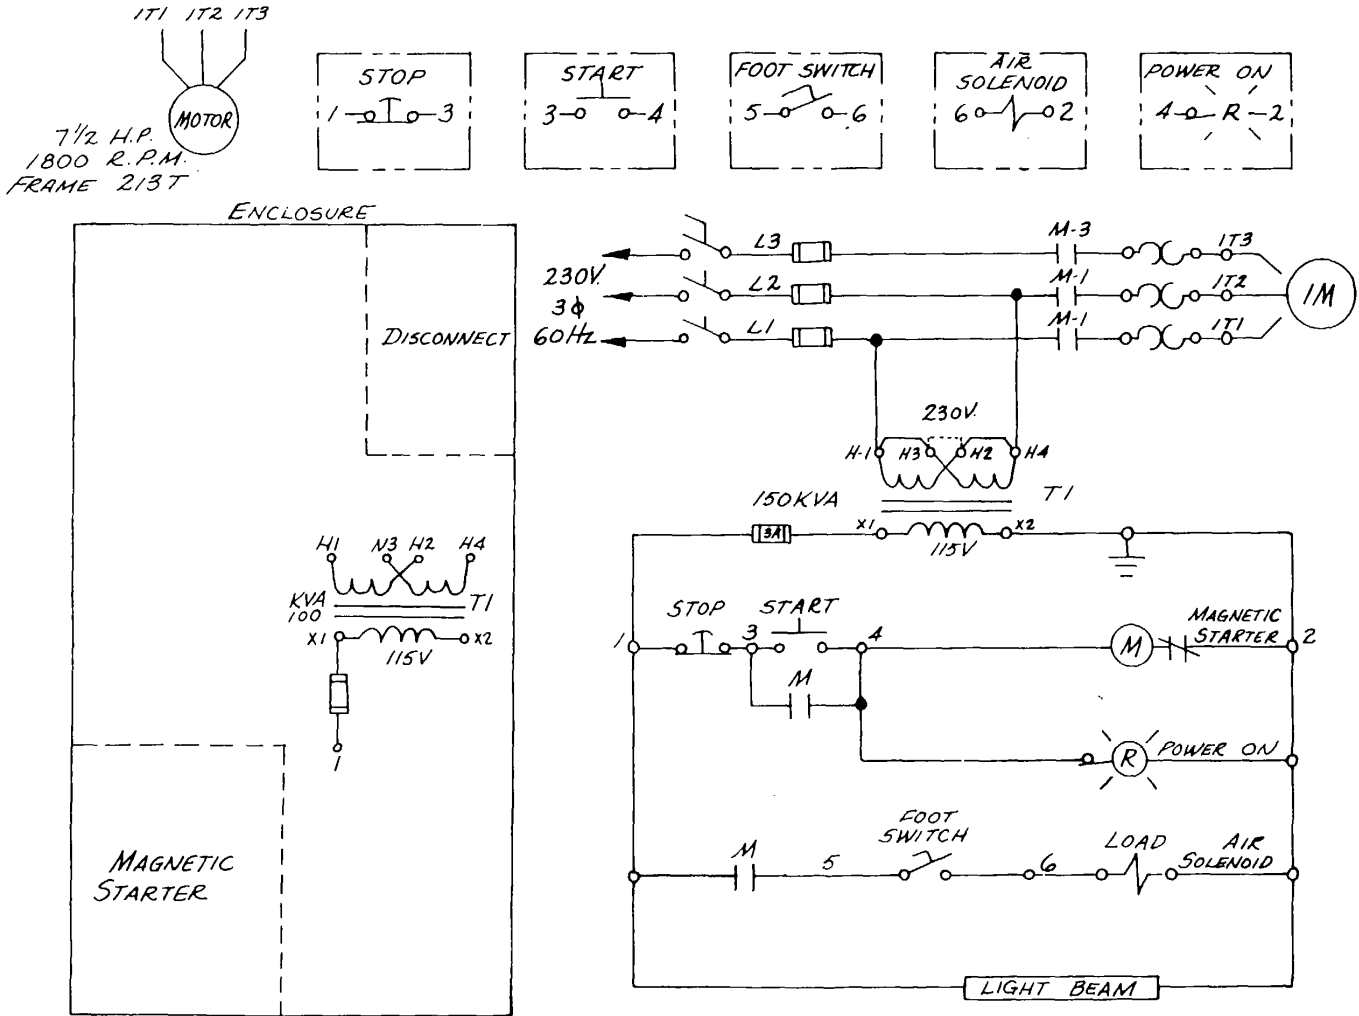 1T1 1T2 1T3
MOTOR
7 1/2 H.P.
1800 R.P.M.
FRAME 213T
STOP
1 3
START
3 4
FOOT SWITCH
5 6
AIR
SOLENOID
6 2
POWER ON
4 R 2
ENCLOSURE
DISCONNECT
H1 N3 H2 H4
KVA
100
T1
X1 X2
115V
1
MAGNETIC
STARTER
230V.
3ϕ
60Hz
L3 M-3 1T3
L2 M-1 1T2
L1 M-1 1T1
1M
230V.
H-1 H3 H2 H4
T1
150KVA
3A
X1 X2
115V
STOP START
1 3 4
M
MAGNETIC
STARTER
2
M
R
POWER ON
M 5
FOOT
SWITCH
6
LOAD
AIR
SOLENOID
LIGHT BEAM